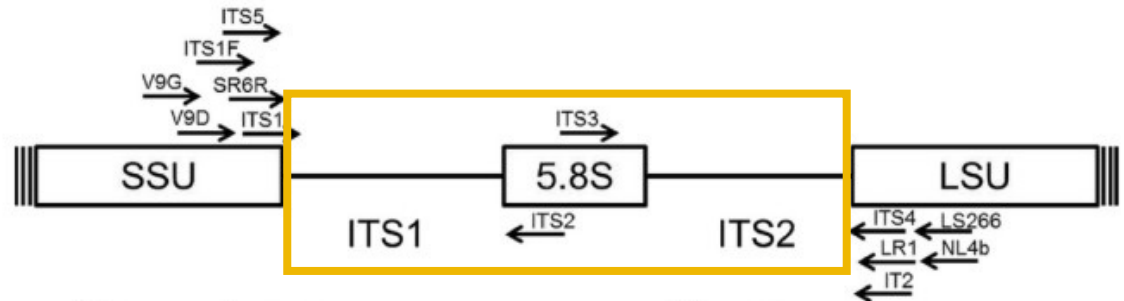 ITS5
ITS1F
V9G SR6R
V9D ITS1 ITS3
SSU 5.8S LSU
ITS1 ITS2 ITS2 ITS4 LS266
LR1 NL4b
IT2